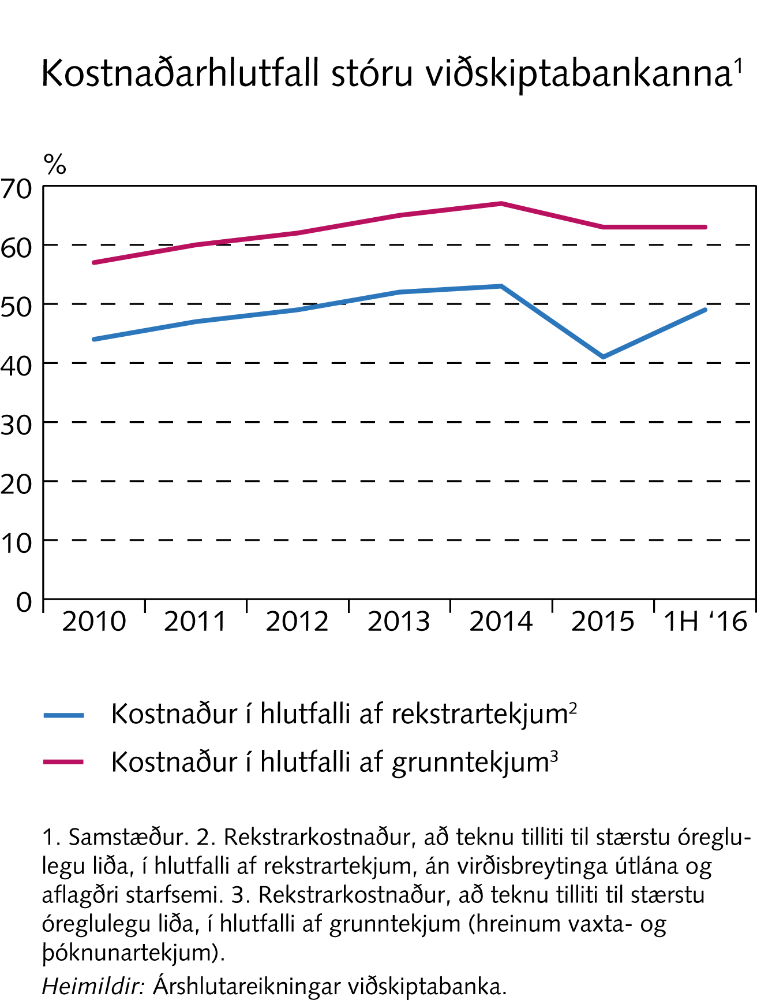 Kostnaðarhlutfall stóru viðskiptabankanna¹
%
70
60
50
40
30
20
10
0
2010 2011 2012 2013 2014 2015 1H ‘16
Kostnaður í hlutfalli af rekstrartekjum²
Kostnaður í hlutfalli af grunntekjum³
1. Samstæður. 2. Rekstrarkostnaður, að teknu tilliti til stærstu óreglu-
legu liða, í hlutfalli af rekstrartekjum, án virðisbreytinga útlána og
aflagðri starfsemi. 3. Rekstrarkostnaður, að teknu tilliti til stærstu
óreglulegu liða, í hlutfalli af grunntekjum (hreinum vaxta- og
þóknunartekjum).
Heimildir: Árshlutareikningar viðskiptabanka.